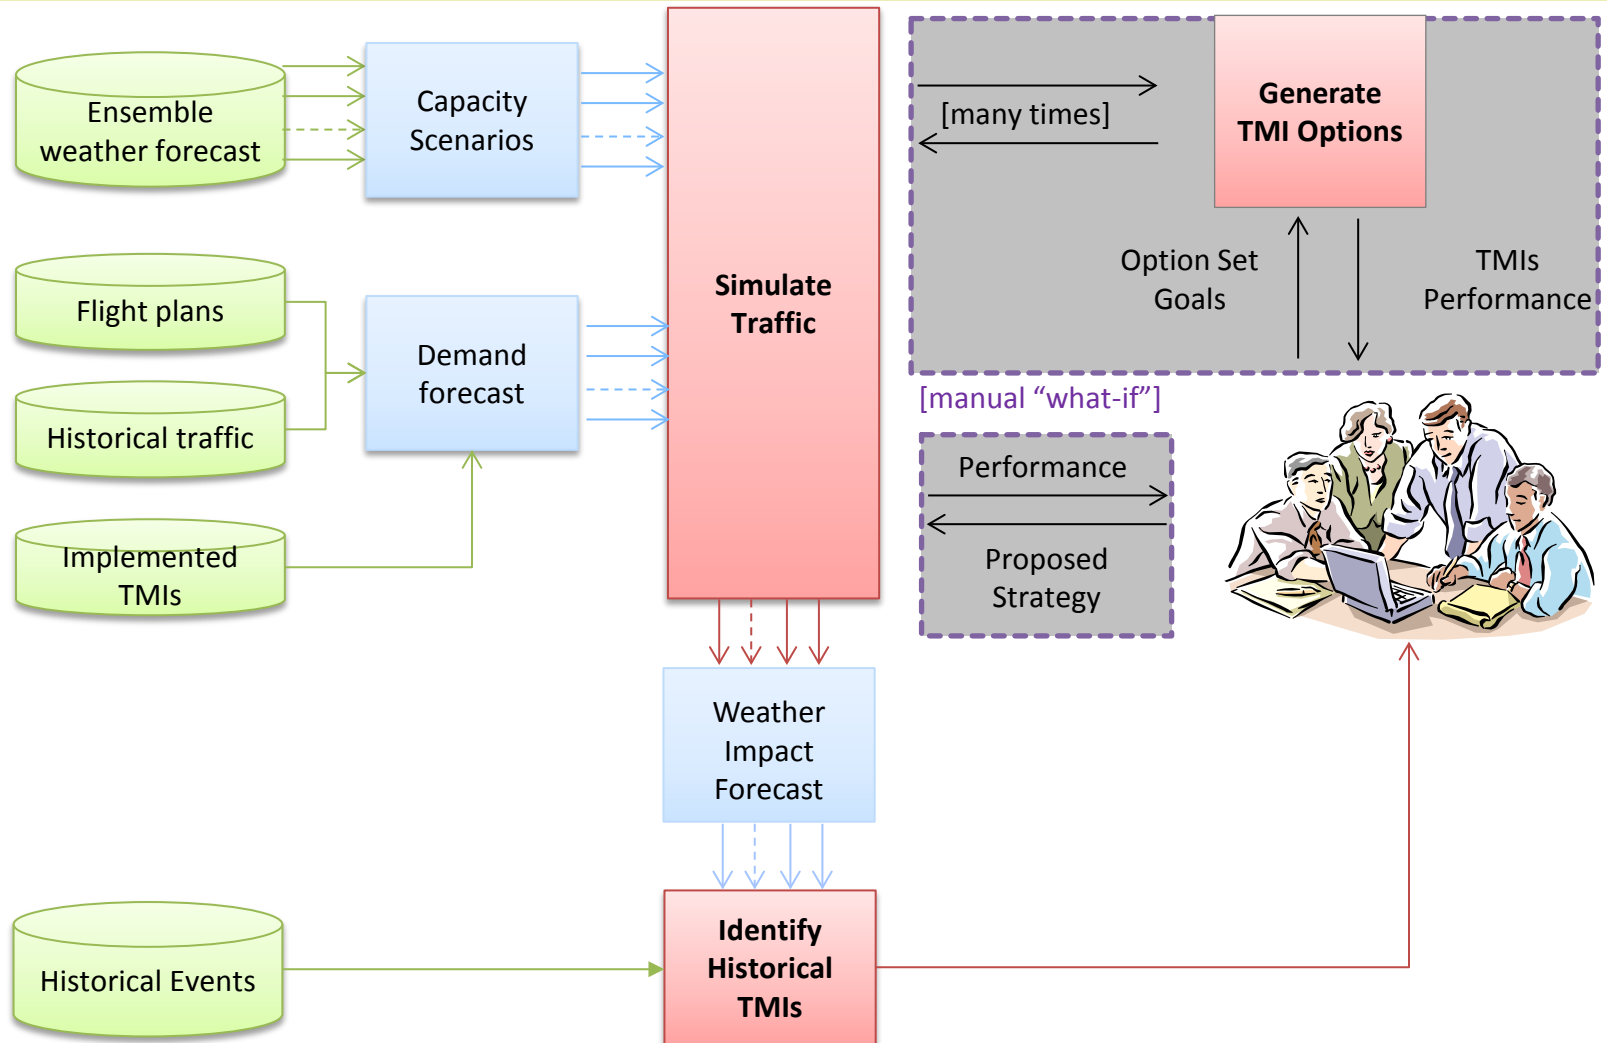 Ensemble
weather forecast
Capacity
Scenarios
Flight plans
Historical traffic
Demand
forecast
Implemented
TMIs
Simulate
Traffic
[many times]
Generate
TMI Options
Option Set
Goals
TMIs
Performance
[manual “what-if”]
Performance
Proposed
Strategy
Weather
Impact
Forecast
Historical Events
Identify
Historical
TMIs